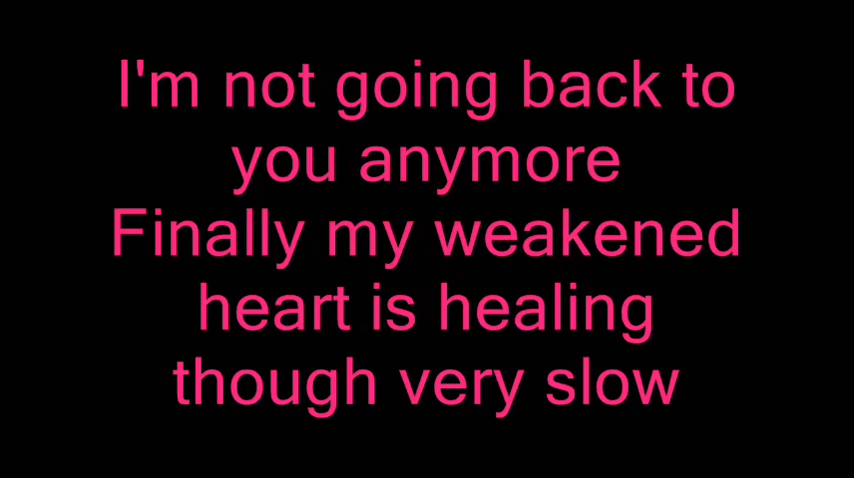 I'm not going back to
you anymore
Finally my weakened
heart is healing
though very slow